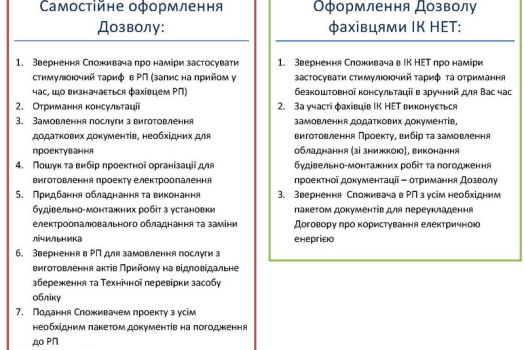 Самостійне оформлення
Дозволу:
1. Звернення Споживача про наміри застосувати
стимулюючий тариф в РП (запис на прийом у
час, що визначається фахівцем РП)
2. Отримання консультації
3. Замовлення послуги з виготовлення
додаткових документів, необхідних для
проектування
4. Пошук та вибір проектної організації для
виготовлення проекту електроопалення
5. Придбання обладнання та виконання
будівельно-монтажних робіт з установки
електроопалювального обладнання та заміни
лічильника
6. Звернення в РП для замовлення послуги з
виготовлення актів Прийому на відповідальне
збереження та Технічної перевірки засобу
обліку
7. Подання Споживачем проекту з усім
необхідним пакетом документів на погодження
до РП
Оформлення Дозволу
фахівцями ІК НЕТ:
1. Звернення Споживача в ІК НЕТ про наміри
застосувати стимулюючий тариф та отримання
безкоштовної консультації в зручний для Вас час
2. За участі фахівців ІК НЕТ виконується
замовлення додаткових документів,
виготовлення Проекту, вибір та замовлення
обладнання (зі знижкою), виконання
будівельно-монтажних робіт та погодження
проектної документації – отримання Дозволу
3. Звернення Споживача в РП з усім необхідним
пакетом документів для переукладення
Договору про користування електричною
енергією